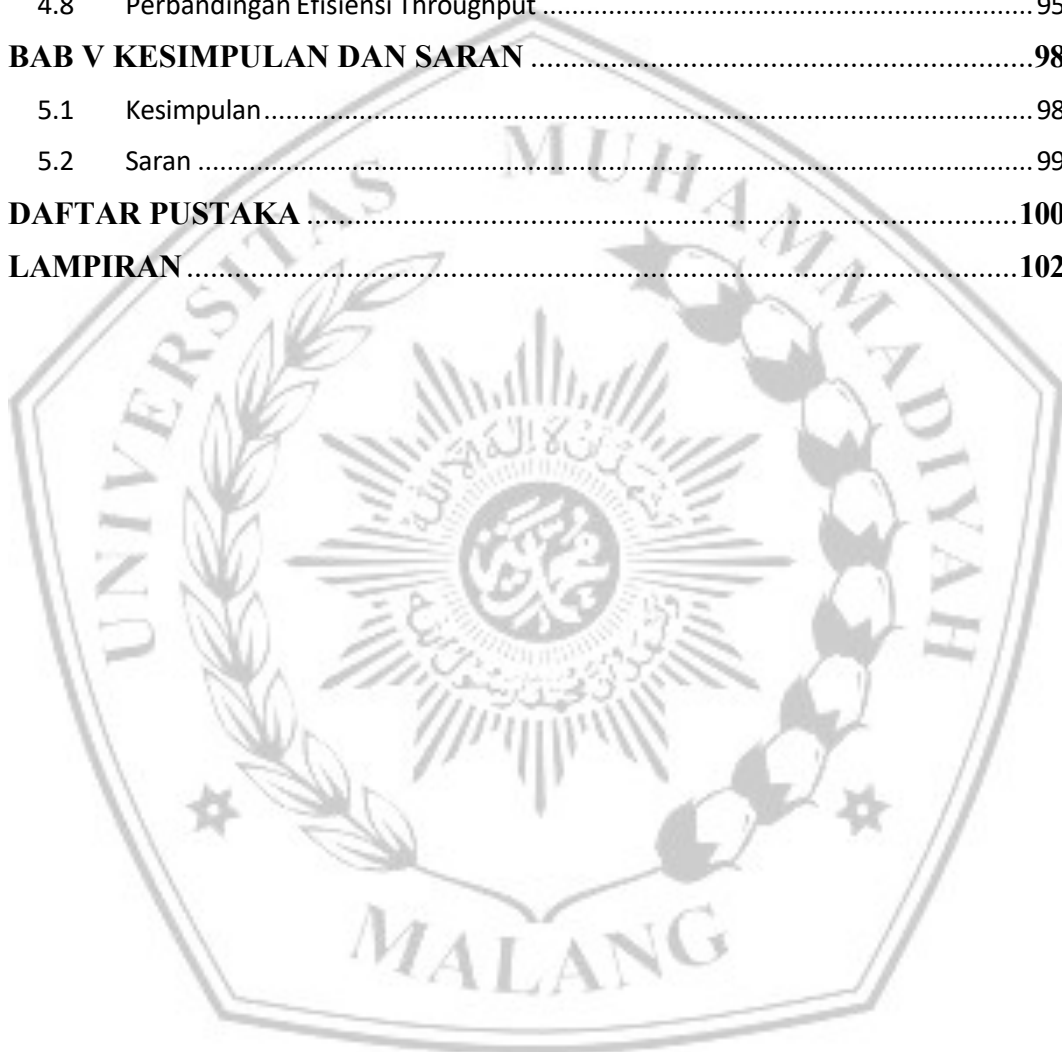 4.8 Perbandingan Efisiensi Throughput ........................ 95
BAB V KESIMPULAN DAN SARAN ........................ 98
5.1 Kesimpulan ........................ 98
5.2 Saran ........................ 99
DAFTAR PUSTAKA ........................ 100
LAMPIRAN ........................ 102
UNIVERSITAS MUHAMMADIYAH
MALANG